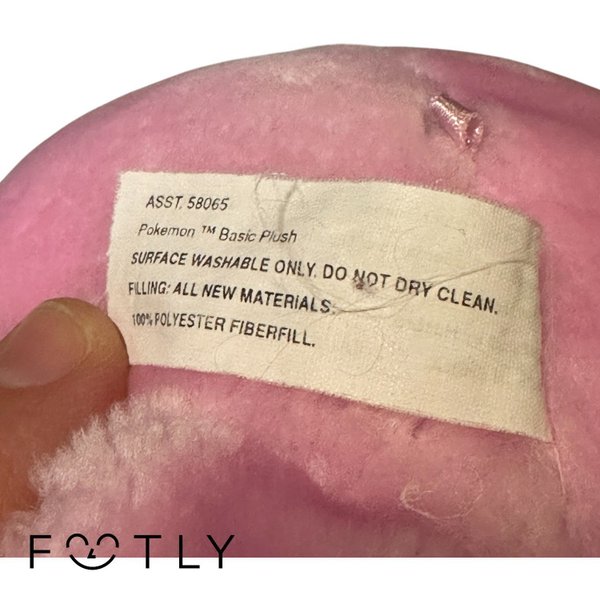 ASST. 58065
Pokemon ™ Basic Plush
SURFACE WASHABLE ONLY. DO NOT DRY CLEAN.
FILLING: ALL NEW MATERIALS.
100% POLYESTER FIBERFILL.
FOOTLY